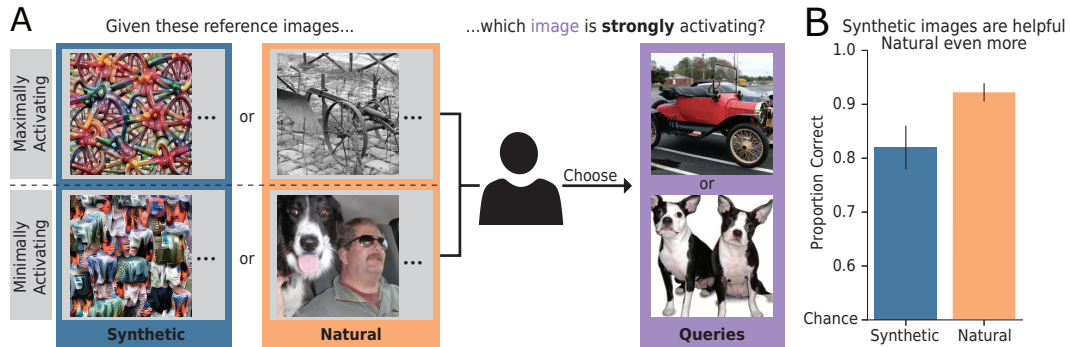 A
Given these reference images...
...which image is strongly activating?
Maximally
Activating
...
or
...
Minimally
Activating
...
or
...
Synthetic
Natural
Choose
or
Queries
B
Synthetic images are helpful
Natural even more
Proportion Correct
1.0
0.9
0.8
0.7
0.6
Chance
Synthetic
Natural